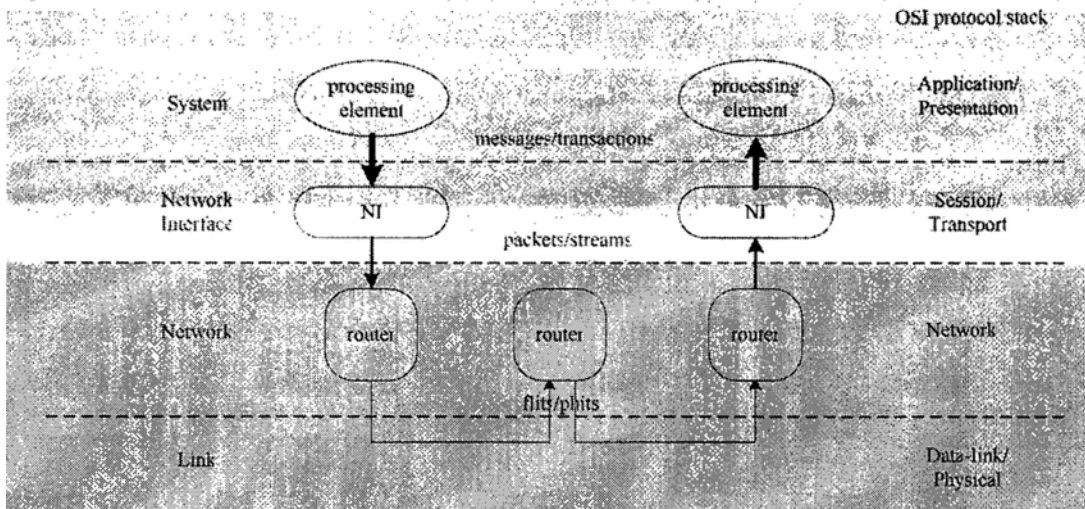 OSI protocol stack
System
processing
element
processing
element
Application/
Presentation
messages/transactions
Network
Interface
NI
NI
Session/
Transport
packets/streams
Network
router
router
router
Network
flits/phits
Link
Data-link/
Physical